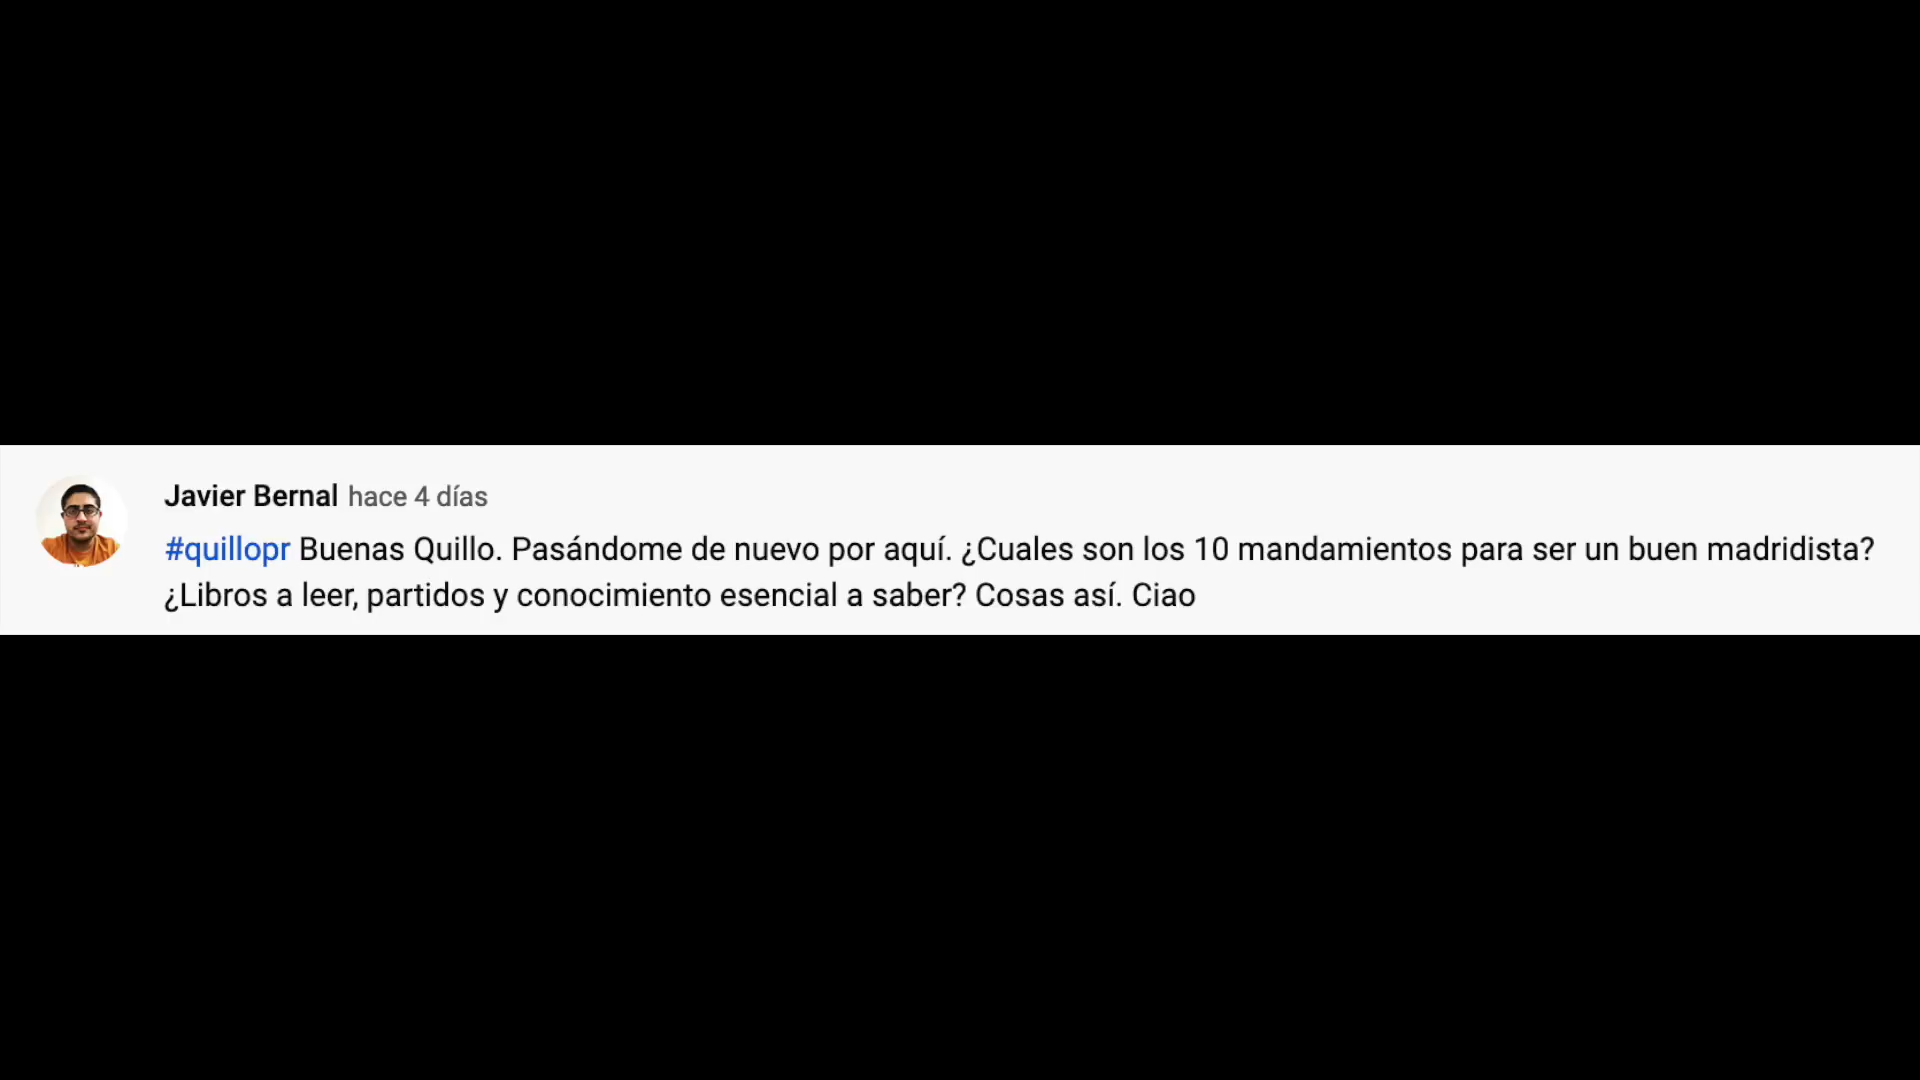 Javier Bernal hace 4 días
#quillopr Buenas Quillo. Pasándome de nuevo por aquí. ¿Cuales son los 10 mandamientos para ser un buen madridista?
¿Libros a leer, partidos y conocimiento esencial a saber? Cosas así. Ciao